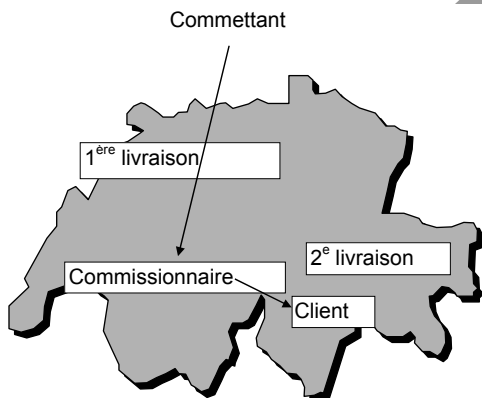 Commettant
1ère livraison
2e livraison
Commissionnaire
Client